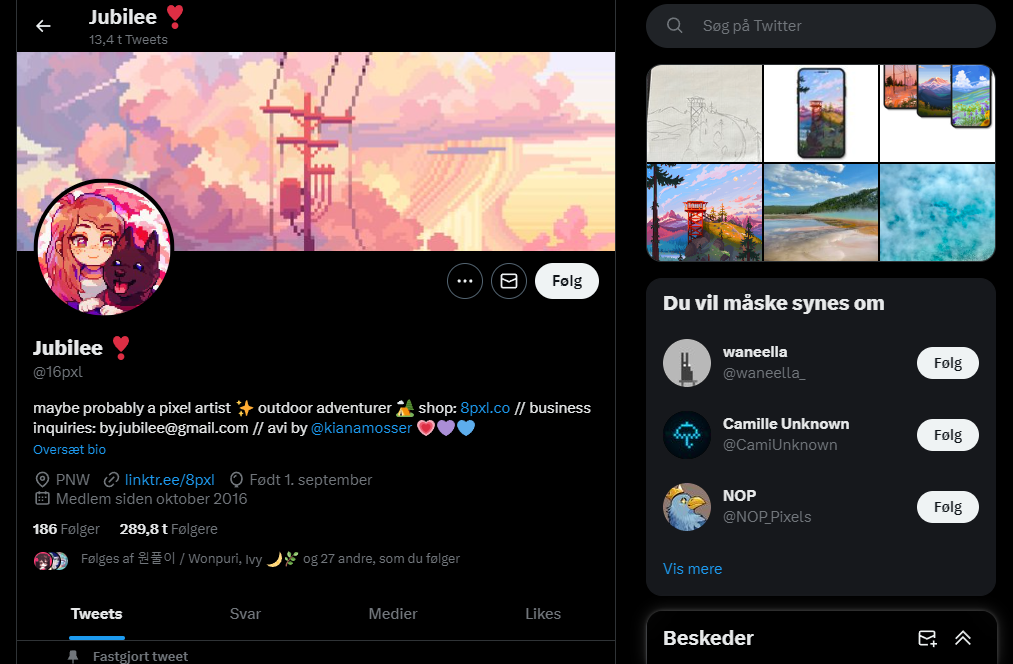 Jubilee
13,4 t Tweets
Søg på Twitter
Følg
Jubilee
@16pxl
maybe probably a pixel artist ✨ outdoor adventurer 🏕️ shop: 8pxl.co // business
inquiries: by.jubilee@gmail.com // avi by @kianamosser
Oversæt bio
PNW linktr.ee/8pxl Født 1. september
Medlem siden oktober 2016
186 Følger 289,8 t Følgere
Følges af 원풀이 / Wonpuri, Ivy 🌙🌿 og 27 andre, som du følger
Tweets Svar Medier Likes
Fastgjort tweet
Du vil måske synes om
waneella
@waneella_
Følg
Camille Unknown
@CamiUnknown
Følg
NOP
@NOP_Pixels
Følg
Vis mere
Beskeder